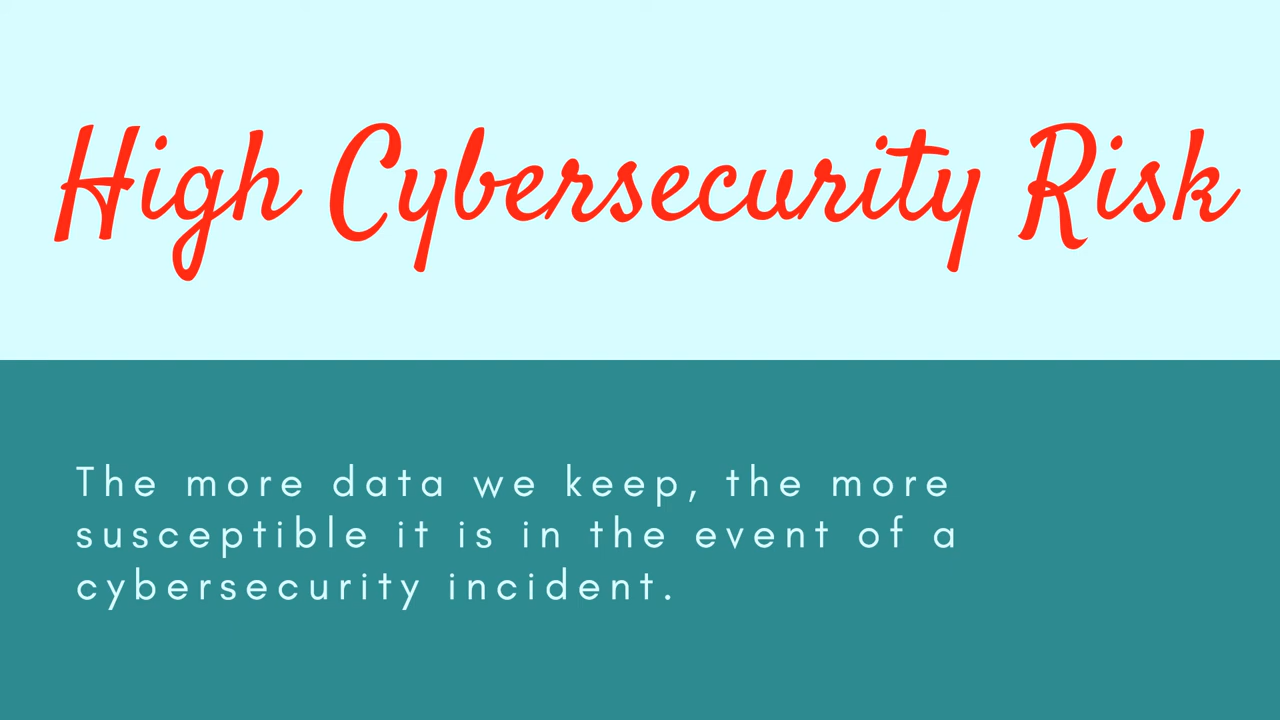 High Cybersecurity Risk
The more data we keep, the more
susceptible it is in the event of a
cybersecurity incident.